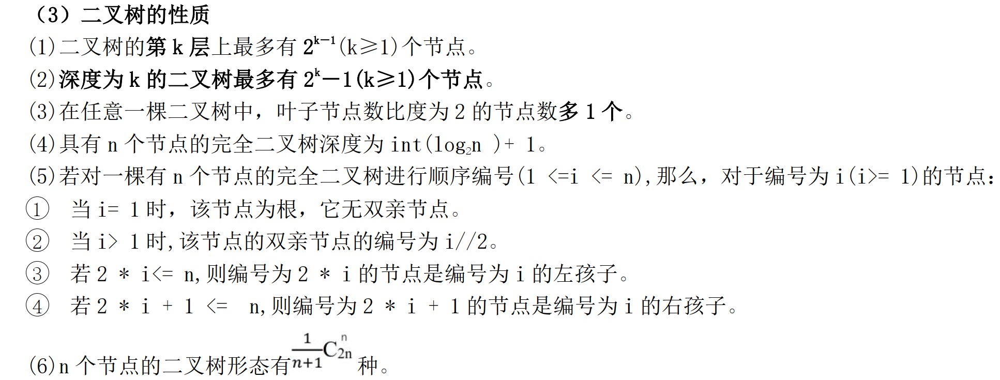 （3）二叉树的性质
(1)二叉树的第 k 层上最多有 2^{k-1}(k≥1)个节点。
(2)深度为 k 的二叉树最多有 2^k－1(k≥1)个节点。
(3)在任意一棵二叉树中，叶子节点数比度为 2 的节点数多 1 个。
(4)具有 n 个节点的完全二叉树深度为 int(log₂n )+ 1。
(5)若对一棵有 n 个节点的完全二叉树进行顺序编号(1 <=i <= n),那么，对于编号为 i(i>= 1)的节点：
① 当 i= 1 时，该节点为根，它无双亲节点。
② 当 i> 1 时,该节点的双亲节点的编号为 i//2。
③ 若 2 * i<= n,则编号为 2 * i 的节点是编号为 i 的左孩子。
④ 若 2 * i + 1 <= n,则编号为 2 * i + 1 的节点是编号为 i 的右孩子。
(6)n 个节点的二叉树形态有 \frac{1}{n+1}C_{2n}^{n} 种。